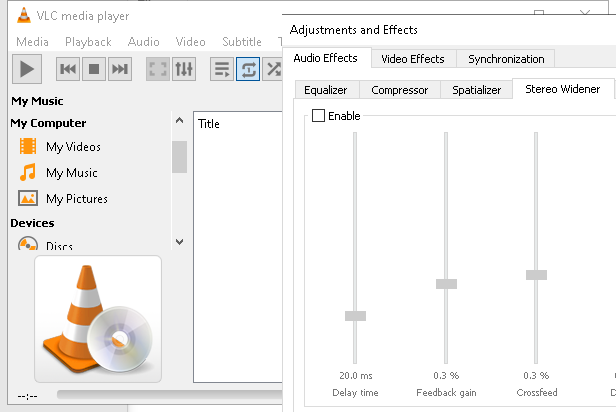 VLC media player
Media Playback Audio Video Subtitle
My Music
My Computer
My Videos
My Music
My Pictures
Devices
Discs
Title
--:--
Adjustments and Effects
Audio Effects Video Effects Synchronization
Equalizer Compressor Spatializer Stereo Widener
Enable
20.0 ms 0.3 % 0.3 %
Delay time Feedback gain Crossfeed